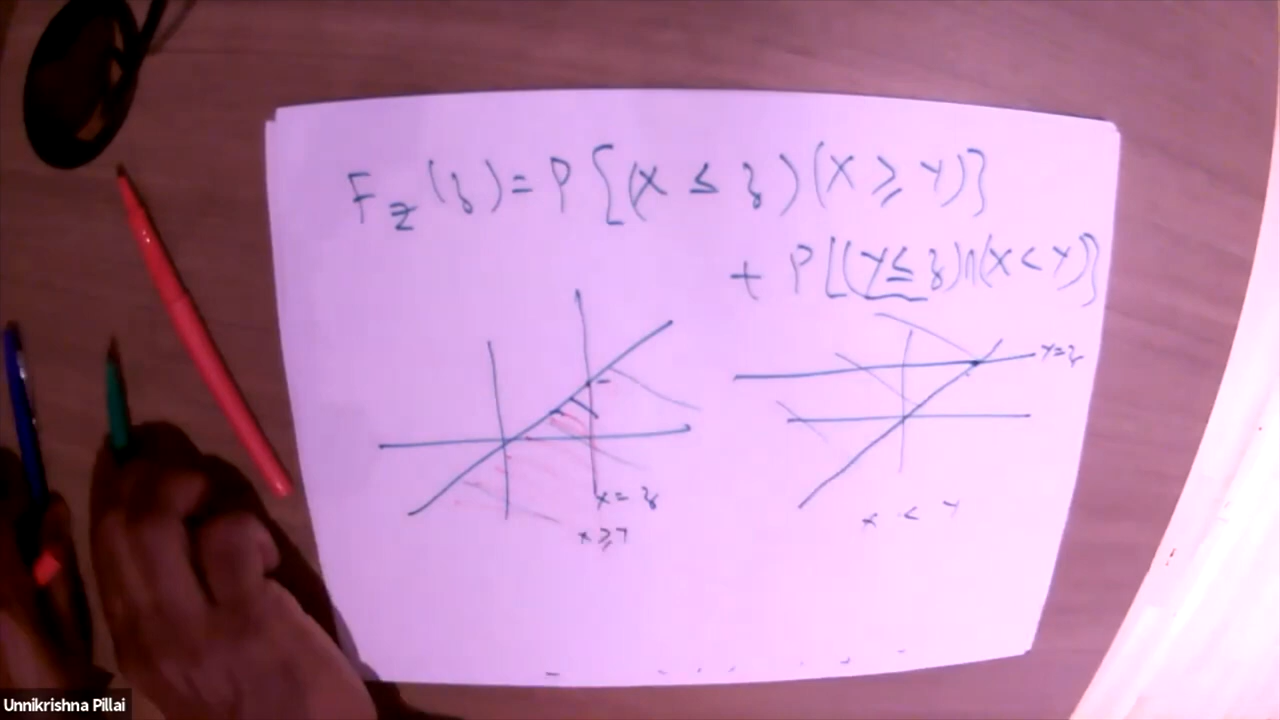 F_Z(z) = P{(X ≤ z)(X ≥ Y)}
+ P{(Y ≤ z)∩(X < Y)}
y=z
x = z
x ≥ y
x < y
Unnikrishna Pillai